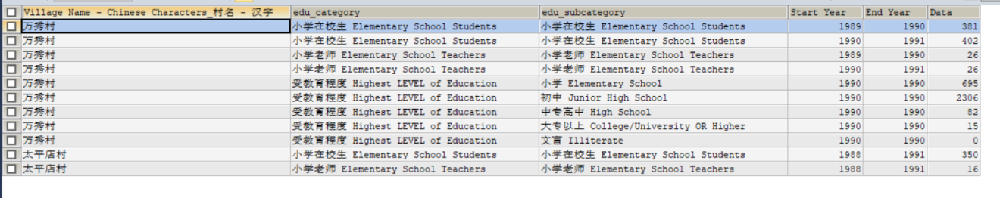 Village Name - Chinese Characters_村名 - 汉字 edu_category edu_subcategory Start Year End Year Data
万秀村 小学在校生 Elementary School Students 小学在校生 Elementary School Students 1989 1990 381
万秀村 小学在校生 Elementary School Students 小学在校生 Elementary School Students 1990 1991 402
万秀村 小学老师 Elementary School Teachers 小学老师 Elementary School Teachers 1989 1990 26
万秀村 小学老师 Elementary School Teachers 小学老师 Elementary School Teachers 1990 1991 26
万秀村 受教育程度 Highest LEVEL of Education 小学 Elementary School 1990 1990 695
万秀村 受教育程度 Highest LEVEL of Education 初中 Junior High School 1990 1990 2306
万秀村 受教育程度 Highest LEVEL of Education 中专高中 High School 1990 1990 82
万秀村 受教育程度 Highest LEVEL of Education 大专以上 College/University OR Higher 1990 1990 15
万秀村 受教育程度 Highest LEVEL of Education 文盲 Illiterate 1990 1990 0
太平店村 小学在校生 Elementary School Students 小学在校生 Elementary School Students 1988 1991 350
太平店村 小学老师 Elementary School Teachers 小学老师 Elementary School Teachers 1988 1991 16